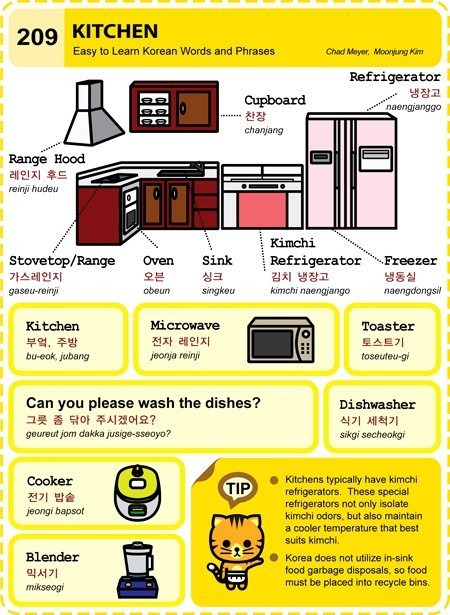 209
KITCHEN
Easy to Learn Korean Words and Phrases
Chad Meyer, Moonjung Kim
Refrigerator
냉장고
naengjanggo
Cupboard
찬장
chanjang
Range Hood
레인지 후드
reinji hudeu
Stovetop/Range
가스레인지
gaseu-reinji
Oven
오븐
obeun
Sink
싱크
singkeu
Kimchi
Refrigerator
김치 냉장고
kimchi naengjango
Freezer
냉동실
naengdongsil
Kitchen
부엌, 주방
bu-eok, jubang
Microwave
전자 레인지
jeonja reinji
Toaster
토스트기
toseuteu-gi
Can you please wash the dishes?
그릇 좀 닦아 주시겠어요?
geureut jom dakka jusige-sseoyo?
Dishwasher
식기 세척기
sikgi secheokgi
Cooker
전기 밥솥
jeongi bapsot
Blender
믹서기
mikseogi
TIP
Kitchens typically have kimchi
refrigerators. These special
refrigerators not only isolate
kimchi odors, but also maintain
a cooler temperature that best
suits kimchi.
Korea does not utilize in-sink
food garbage disposals, so food
must be placed into recycle bins.